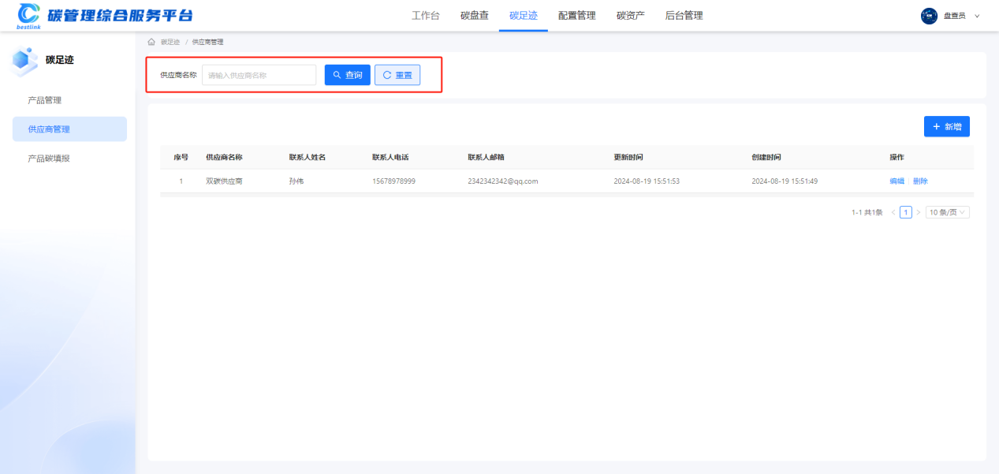 碳管理综合服务平台
bestlink
工作台 碳盘查 碳足迹 配置管理 碳资产 后台管理 盘查员
碳足迹 / 供应商管理
碳足迹
产品管理
供应商管理
产品碳填报
供应商名称 请输入供应商名称 查询 重置
+ 新增
序号 供应商名称 联系人姓名 联系人电话 联系人邮箱 更新时间 创建时间 操作
1 双碳供应商 孙伟 15678978999 2342342342@qq.com 2024-08-19 15:51:53 2024-08-19 15:51:49 编辑 删除
1-1 共1条 < 1 > 10 条/页